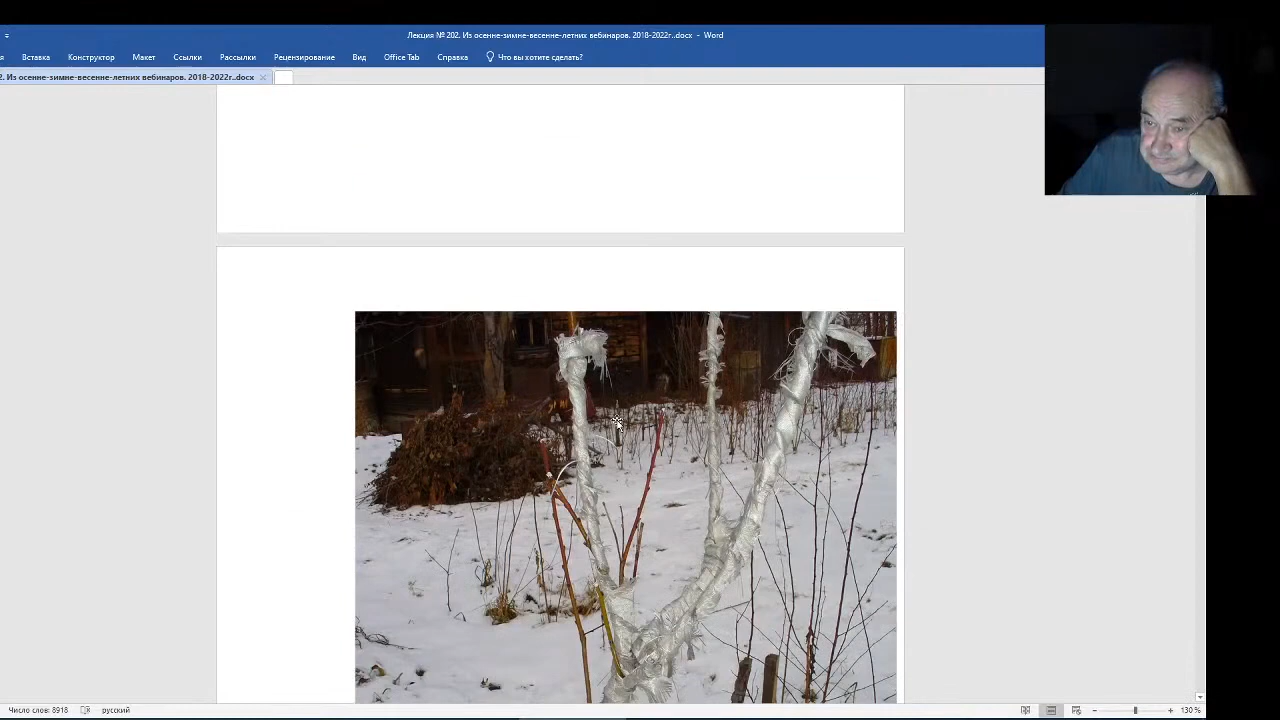 Лекция № 202. Из осенне-зимне-весенне-летних вебинаров. 2018-2022г..docx - Word
я Вставка Конструктор Макет Ссылки Рассылки Рецензирование Вид Office Tab Справка Что вы хотите сделать?
2. Из осенне-зимне-весенне-летних вебинаров. 2018-2022г..docx
Число слов: 8918 русский 130 %